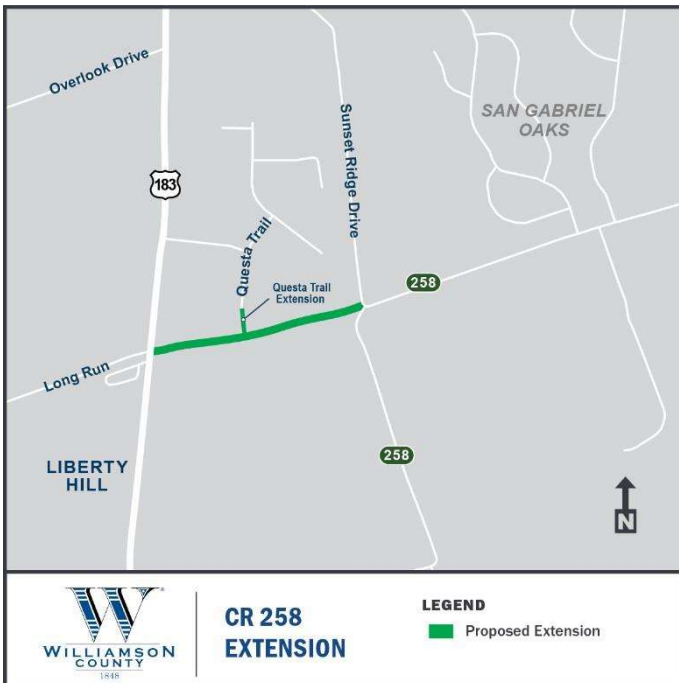 Overlook Drive
183
Sunset Ridge Drive
SAN GABRIEL
OAKS
Questa Trail
Questa Trail
Extension
258
Long Run
LIBERTY
HILL
258
N
W
WILLIAMSON
COUNTY
1848
CR 258
EXTENSION
LEGEND
Proposed Extension